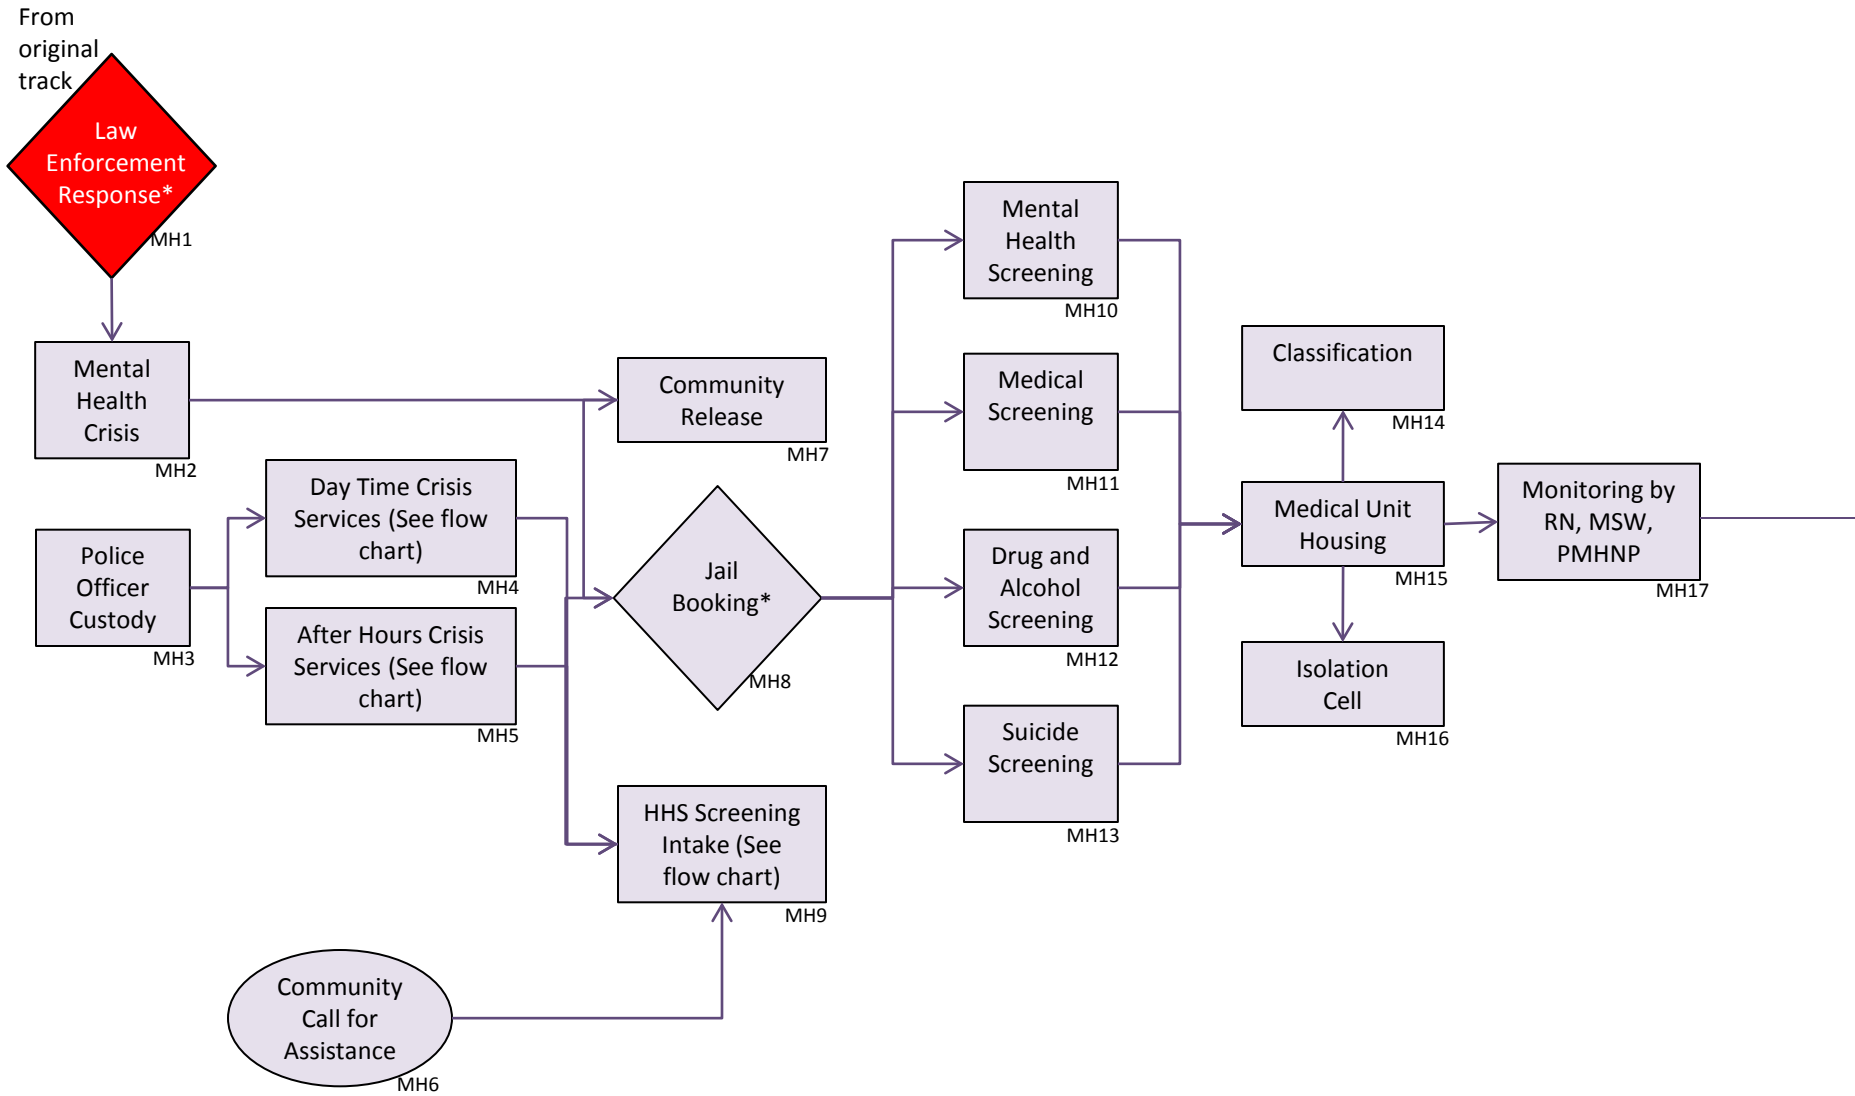 From
original
track
Law
Enforcement
Response*
MH1
Mental
Health
Crisis
MH2
Police
Officer
Custody
MH3
Day Time Crisis
Services (See flow
chart)
MH4
After Hours Crisis
Services (See flow
chart)
MH5
Community
Call for
Assistance
MH6
Community
Release
MH7
Jail
Booking*
MH8
HHS Screening
Intake (See
flow chart)
MH9
Mental
Health
Screening
MH10
Medical
Screening
MH11
Drug and
Alcohol
Screening
MH12
Suicide
Screening
MH13
Classification
MH14
Medical Unit
Housing
MH15
Isolation
Cell
MH16
Monitoring by
RN, MSW,
PMHNP
MH17